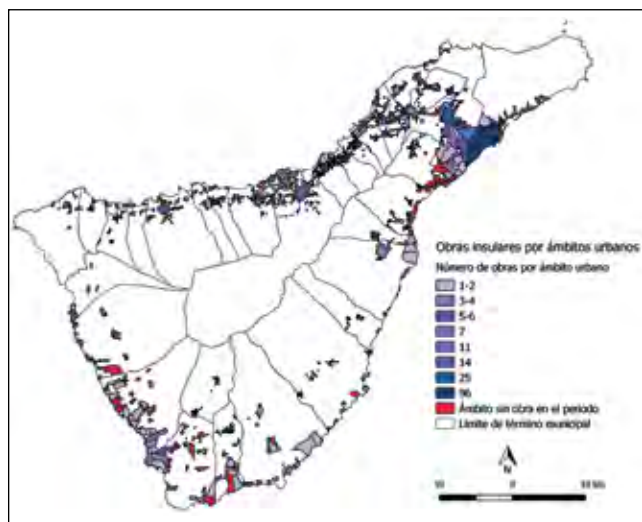 Obras insulares por ámbitos urbanos
Número de obras por ámbito urbano
1-2
3-4
5-6
7
11
14
25
96
Ámbito sin obra en el periodo
Límite de término municipal
N
10 0 10 km